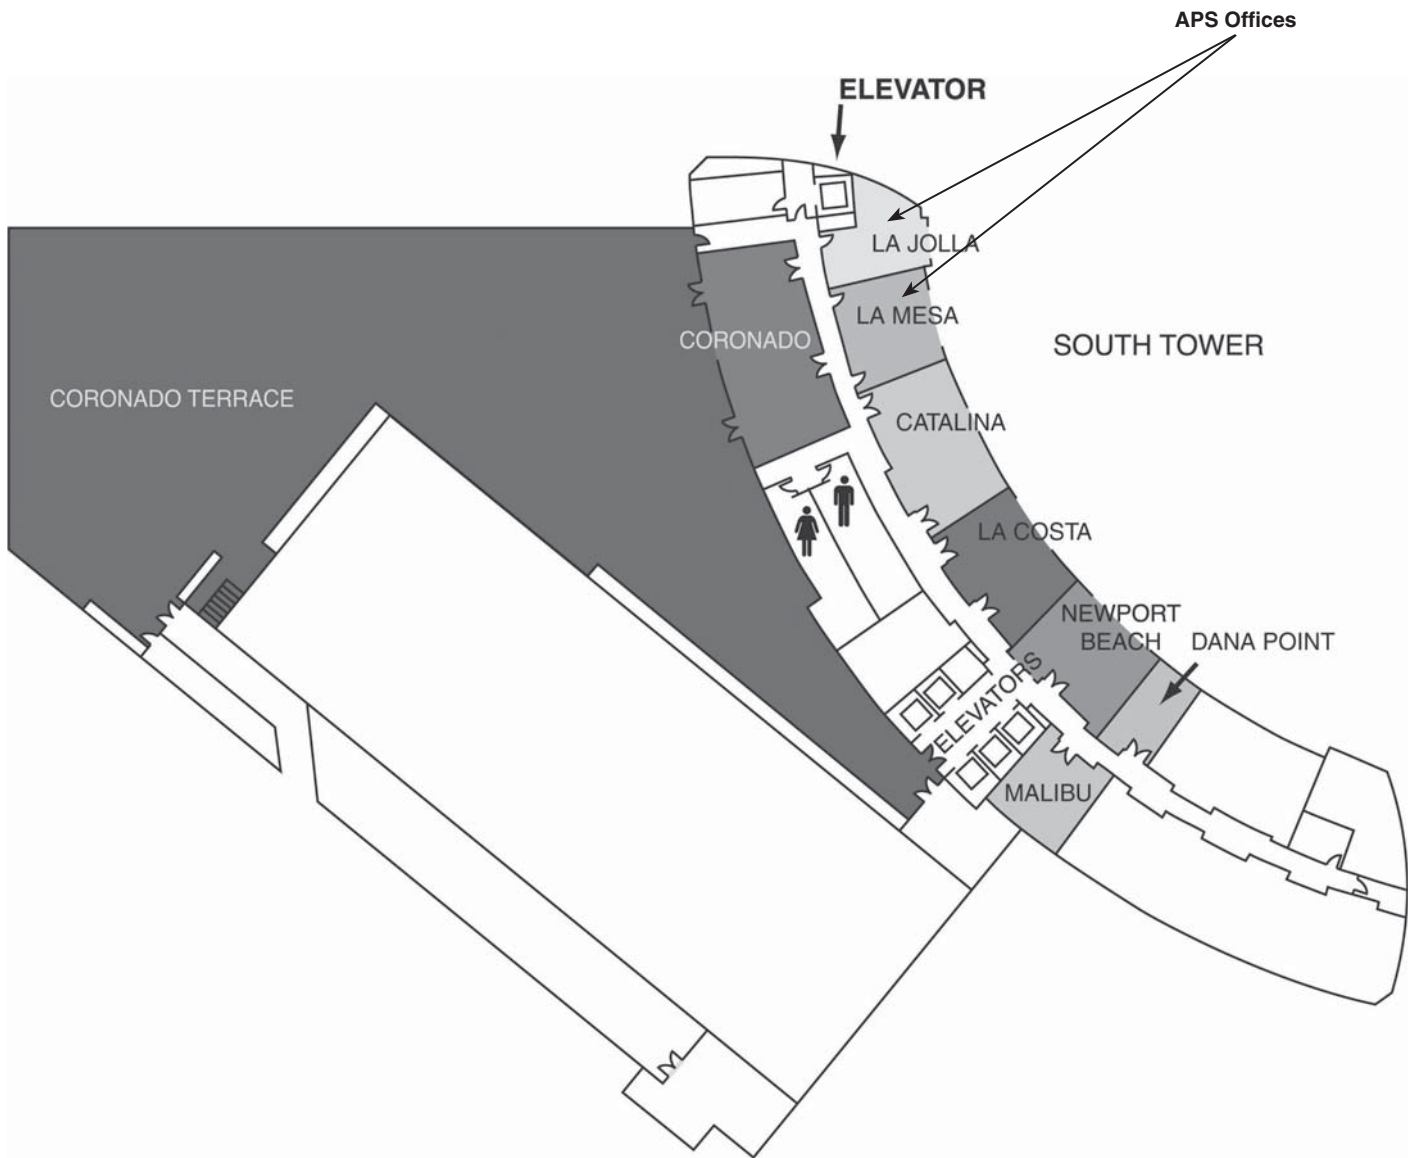 APS Offices
ELEVATOR
LA JOLLA
LA MESA
CORONADO
SOUTH TOWER
CORONADO TERRACE
CATALINA
LA COSTA
NEWPORT
BEACH
DANA POINT
ELEVATORS
MALIBU